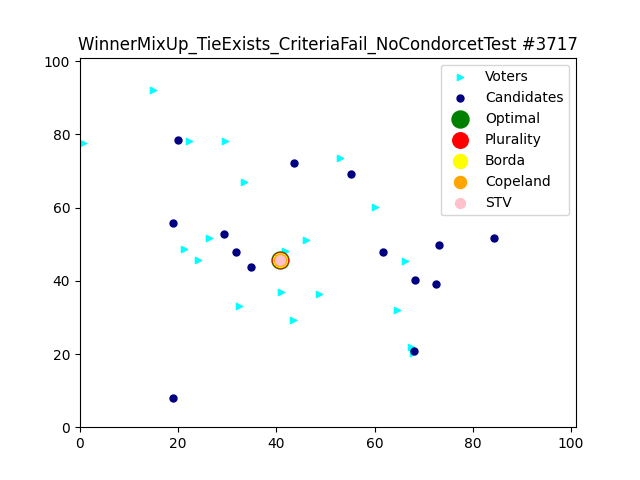 WinnerMixUp_TieExists_CriteriaFail_NoCondorcetTest #3717
Voters
Candidates
Optimal
Plurality
Borda
Copeland
STV
100
80
60
40
20
0
0 20 40 60 80 100